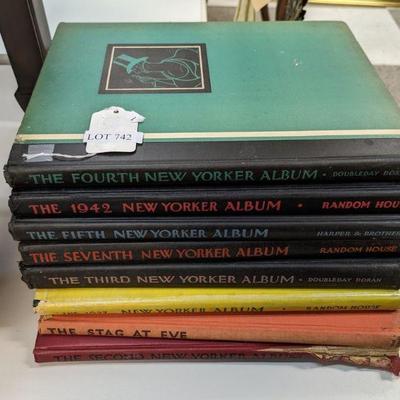 LOT 742
THE FOURTH NEW YORKER ALBUM • DOUBLEDAY DORAN
THE 1942 NEW YORKER ALBUM • RANDOM HOU
THE FIFTH NEW YORKER ALBUM HARPER & BROTHER
THE SEVENTH NEW YORKER ALBUM • RANDOM HOUSE
THE THIRD NEW YORKER ALBUM • DOUBLEDAY DORAN
NEW YORKER ALBUM • RANDOM HOUSE
THE STAG AT EVE
THE SECOND NEW YORKER ALBUM